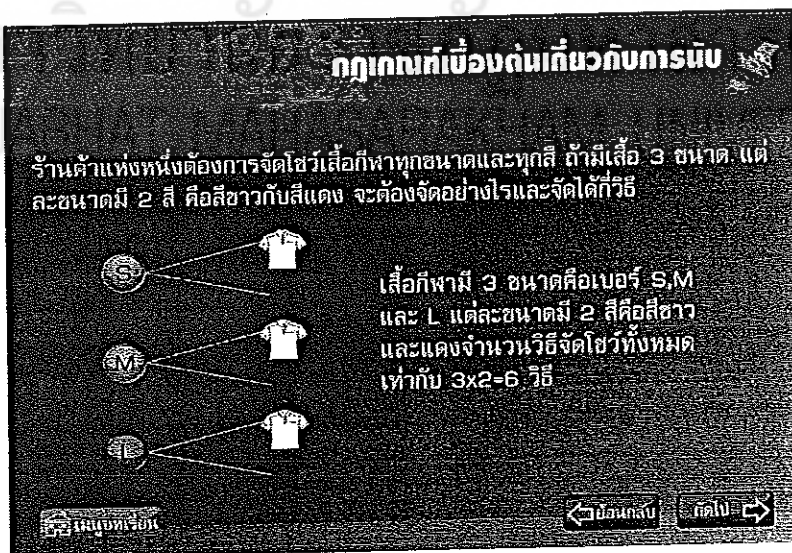 กฎเกณฑ์เบื้องต้นเกี่ยวกับการนับ
ร้านค้าแห่งหนึ่งต้องการจัดโชว์เสื้อกีฬาทุกขนาดและทุกสี ถ้ามีเสื้อ 3 ขนาด แต่
ละขนาดมี 2 สี คือสีขาวกับสีแดง จะต้องจัดอย่างไรและจัดได้กี่วิธี
S
เสื้อกีฬามี 3 ขนาดคือเบอร์ S,M
และ L แต่ละขนาดมี 2 สีคือสีขาว
M
และแดงจำนวนวิธีจัดโชว์ทั้งหมด
เท่ากับ 3x2=6 วิธี
L
เมนูบทเรียน
ย้อนกลับ
ถัดไป